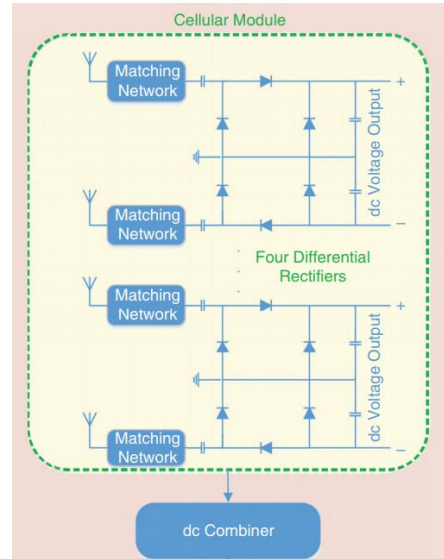 Cellular Module
Matching
Network
+
dc Voltage Output
Matching
Network
−
Four Differential
Rectifiers
Matching
Network
+
dc Voltage Output
Matching
Network
−
dc Combiner